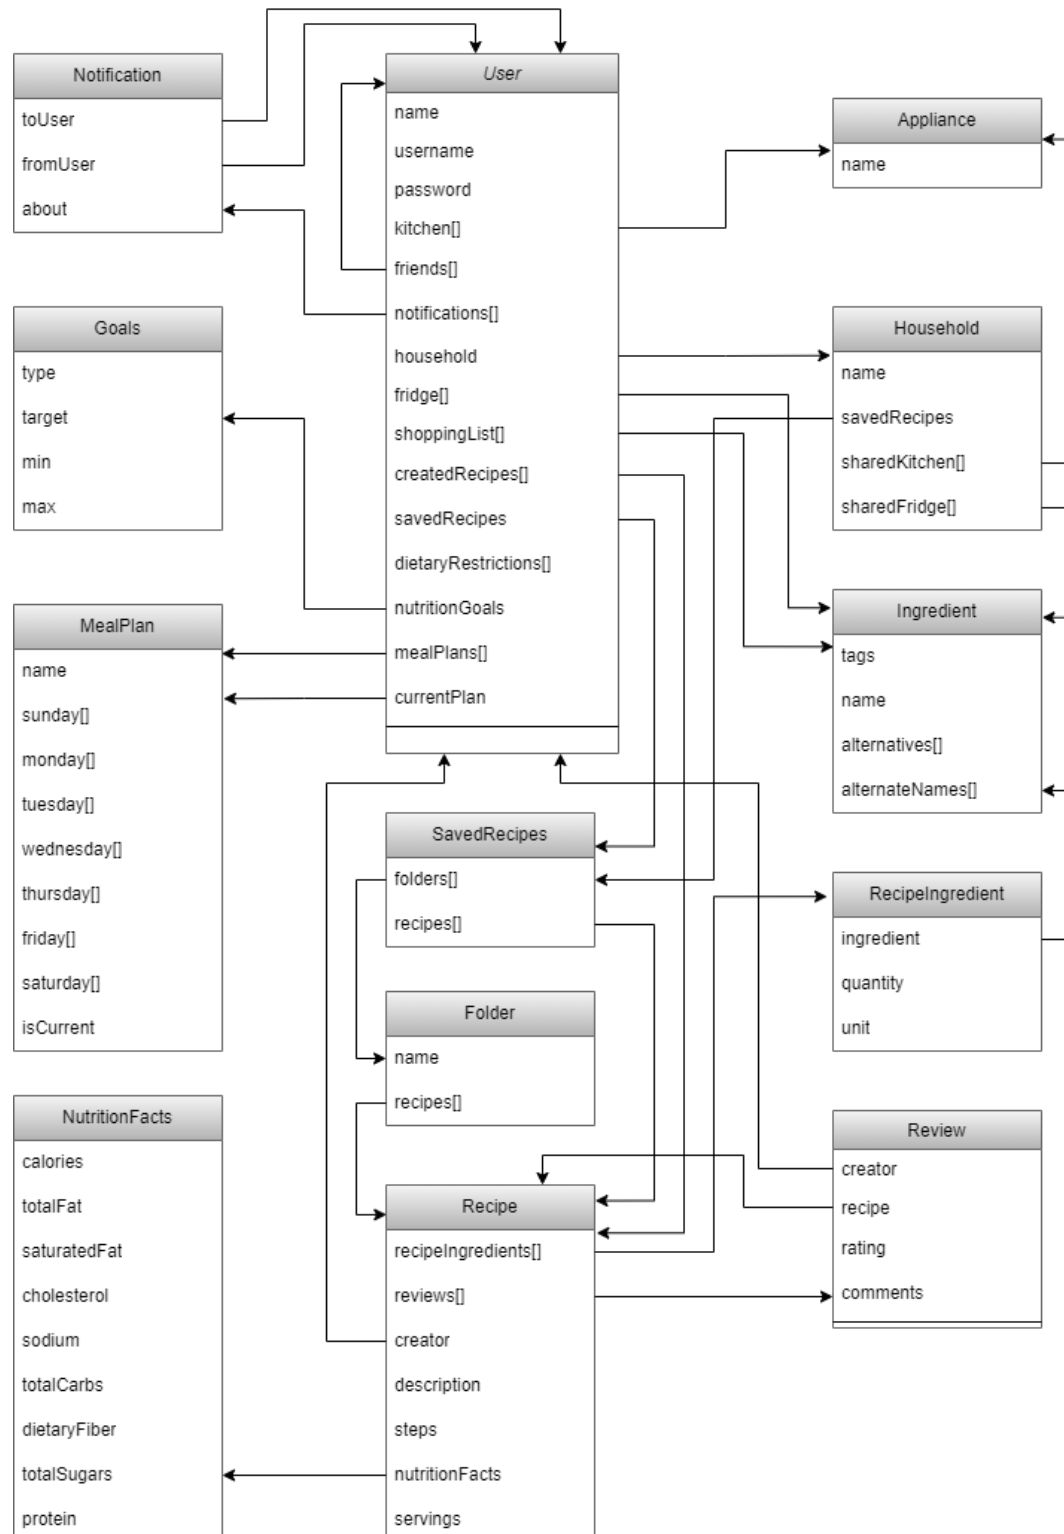 Notification
toUser
fromUser
about
Goals
type
target
min
max
MealPlan
name
sunday[]
monday[]
tuesday[]
wednesday[]
thursday[]
friday[]
saturday[]
isCurrent
NutritionFacts
calories
totalFat
saturatedFat
cholesterol
sodium
totalCarbs
dietaryFiber
totalSugars
protein
User
name
username
password
kitchen[]
friends[]
notifications[]
household
fridge[]
shoppingList[]
createdRecipes[]
savedRecipes
dietaryRestrictions[]
nutritionGoals
mealPlans[]
currentPlan
SavedRecipes
folders[]
recipes[]
Folder
name
recipes[]
Recipe
recipeIngredients[]
reviews[]
creator
description
steps
nutritionFacts
servings
Appliance
name
Household
name
savedRecipes
sharedKitchen[]
sharedFridge[]
Ingredient
tags
name
alternatives[]
alternateNames[]
RecipeIngredient
ingredient
quantity
unit
Review
creator
recipe
rating
comments